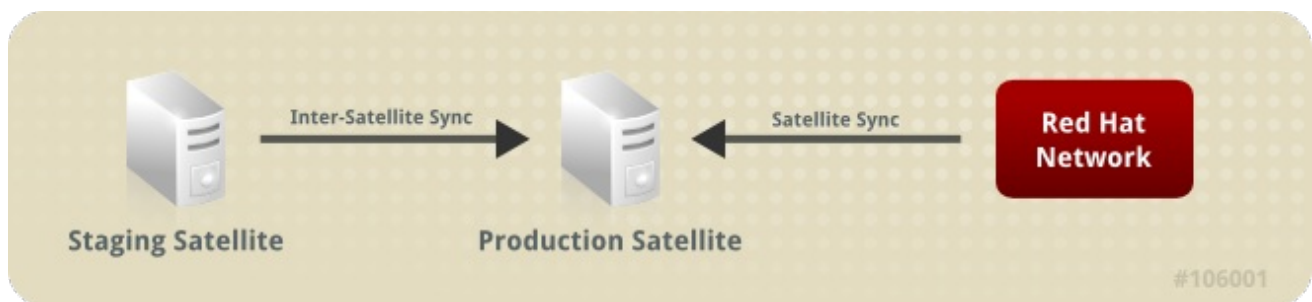 Inter-Satellite Sync
Satellite Sync
Red Hat
Network
Staging Satellite
Production Satellite
#106001